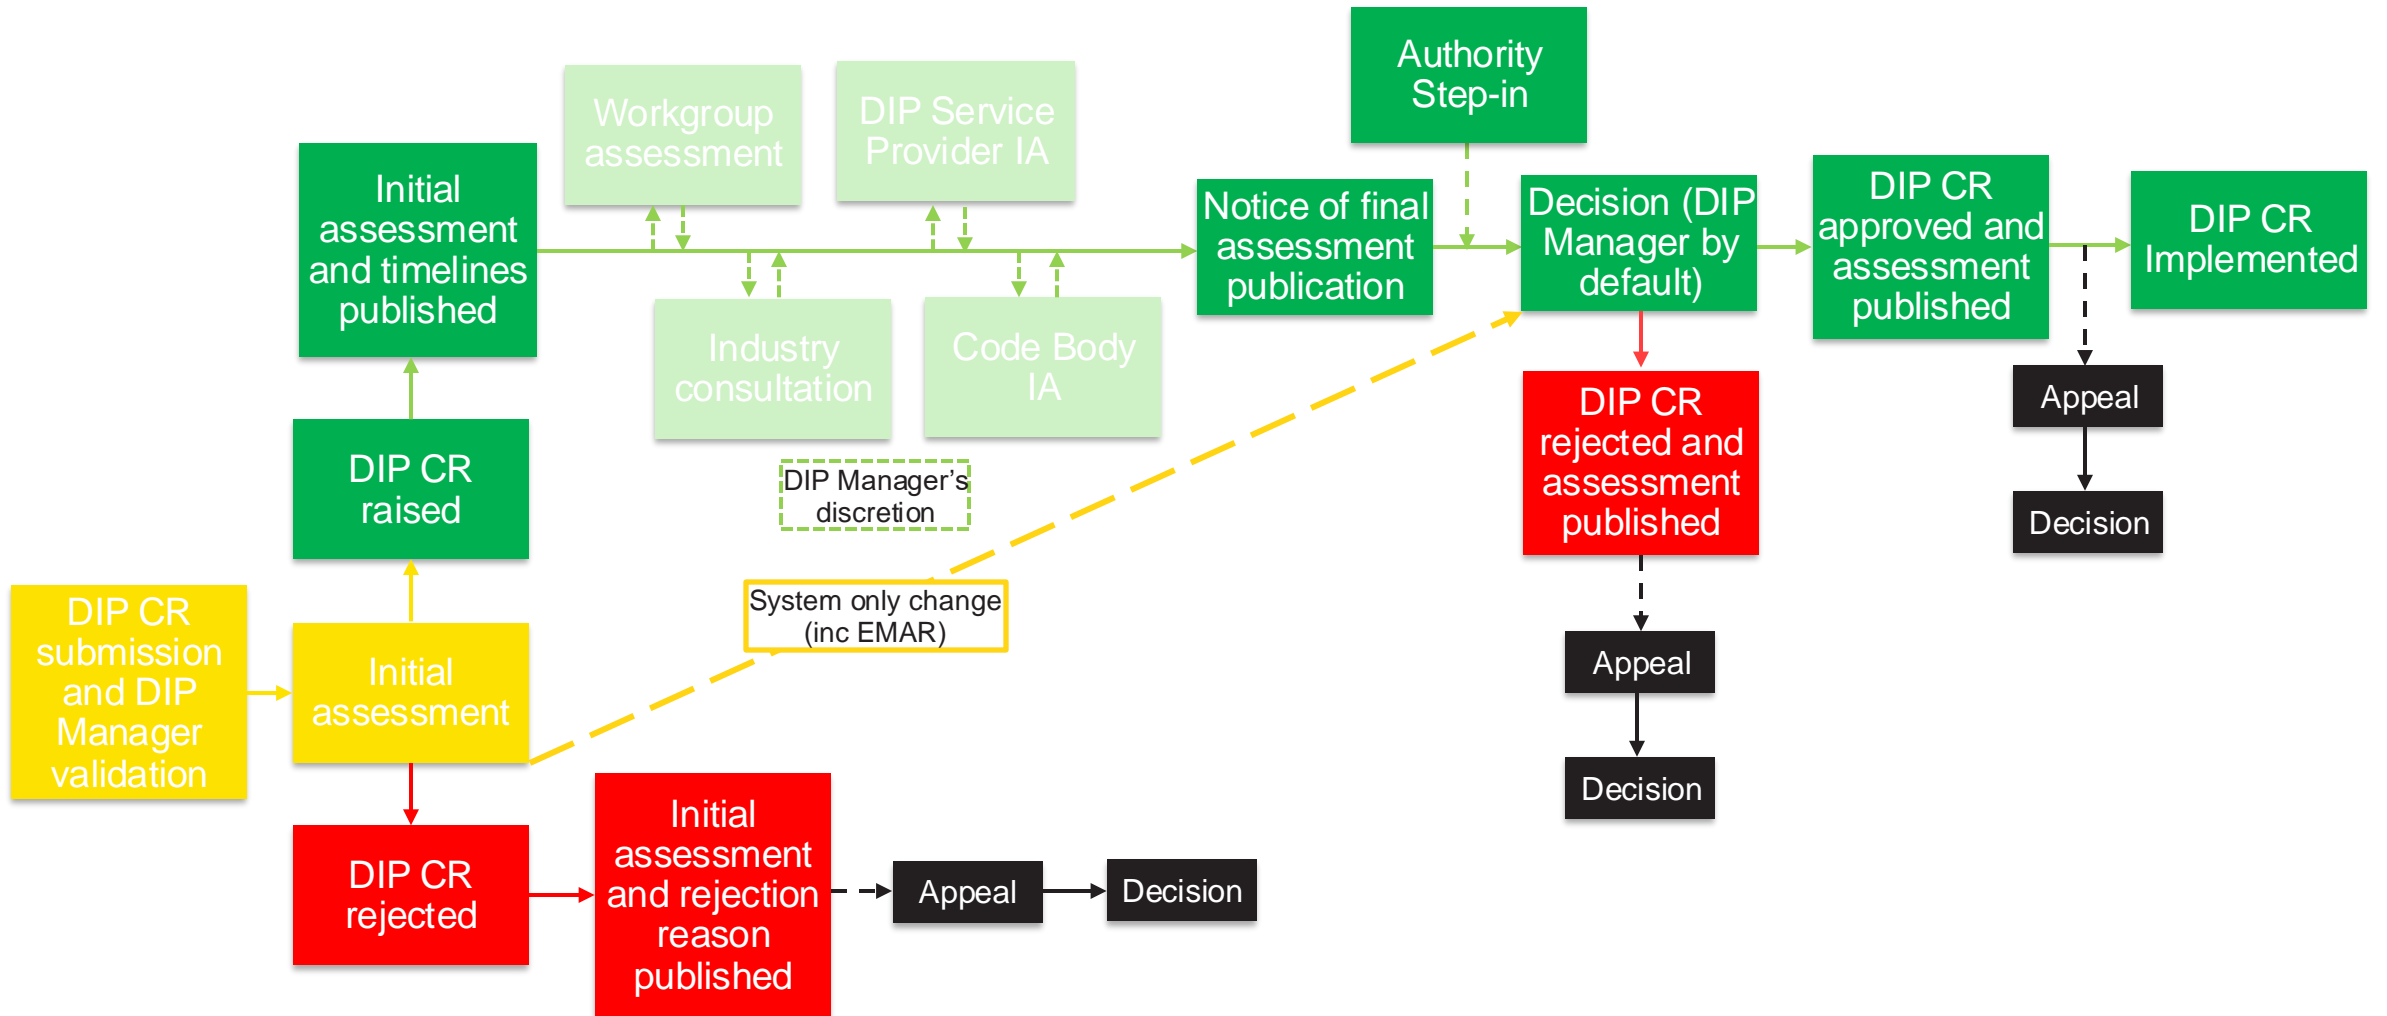 Authority
Step-in
Workgroup
assessment
DIP Service
Provider IA
Initial
assessment
and timelines
published
Notice of final
assessment
publication
Decision (DIP
Manager by
default)
DIP CR
approved and
assessment
published
DIP CR
Implemented
Industry
consultation
Code Body
IA
DIP CR
rejected and
assessment
published
Appeal
Decision
DIP CR
raised
DIP Manager’s
discretion
System only change
(inc EMAR)
DIP CR
submission
and DIP
Manager
validation
Initial
assessment
Appeal
Decision
DIP CR
rejected
Initial
assessment
and rejection
reason
published
Appeal
Decision